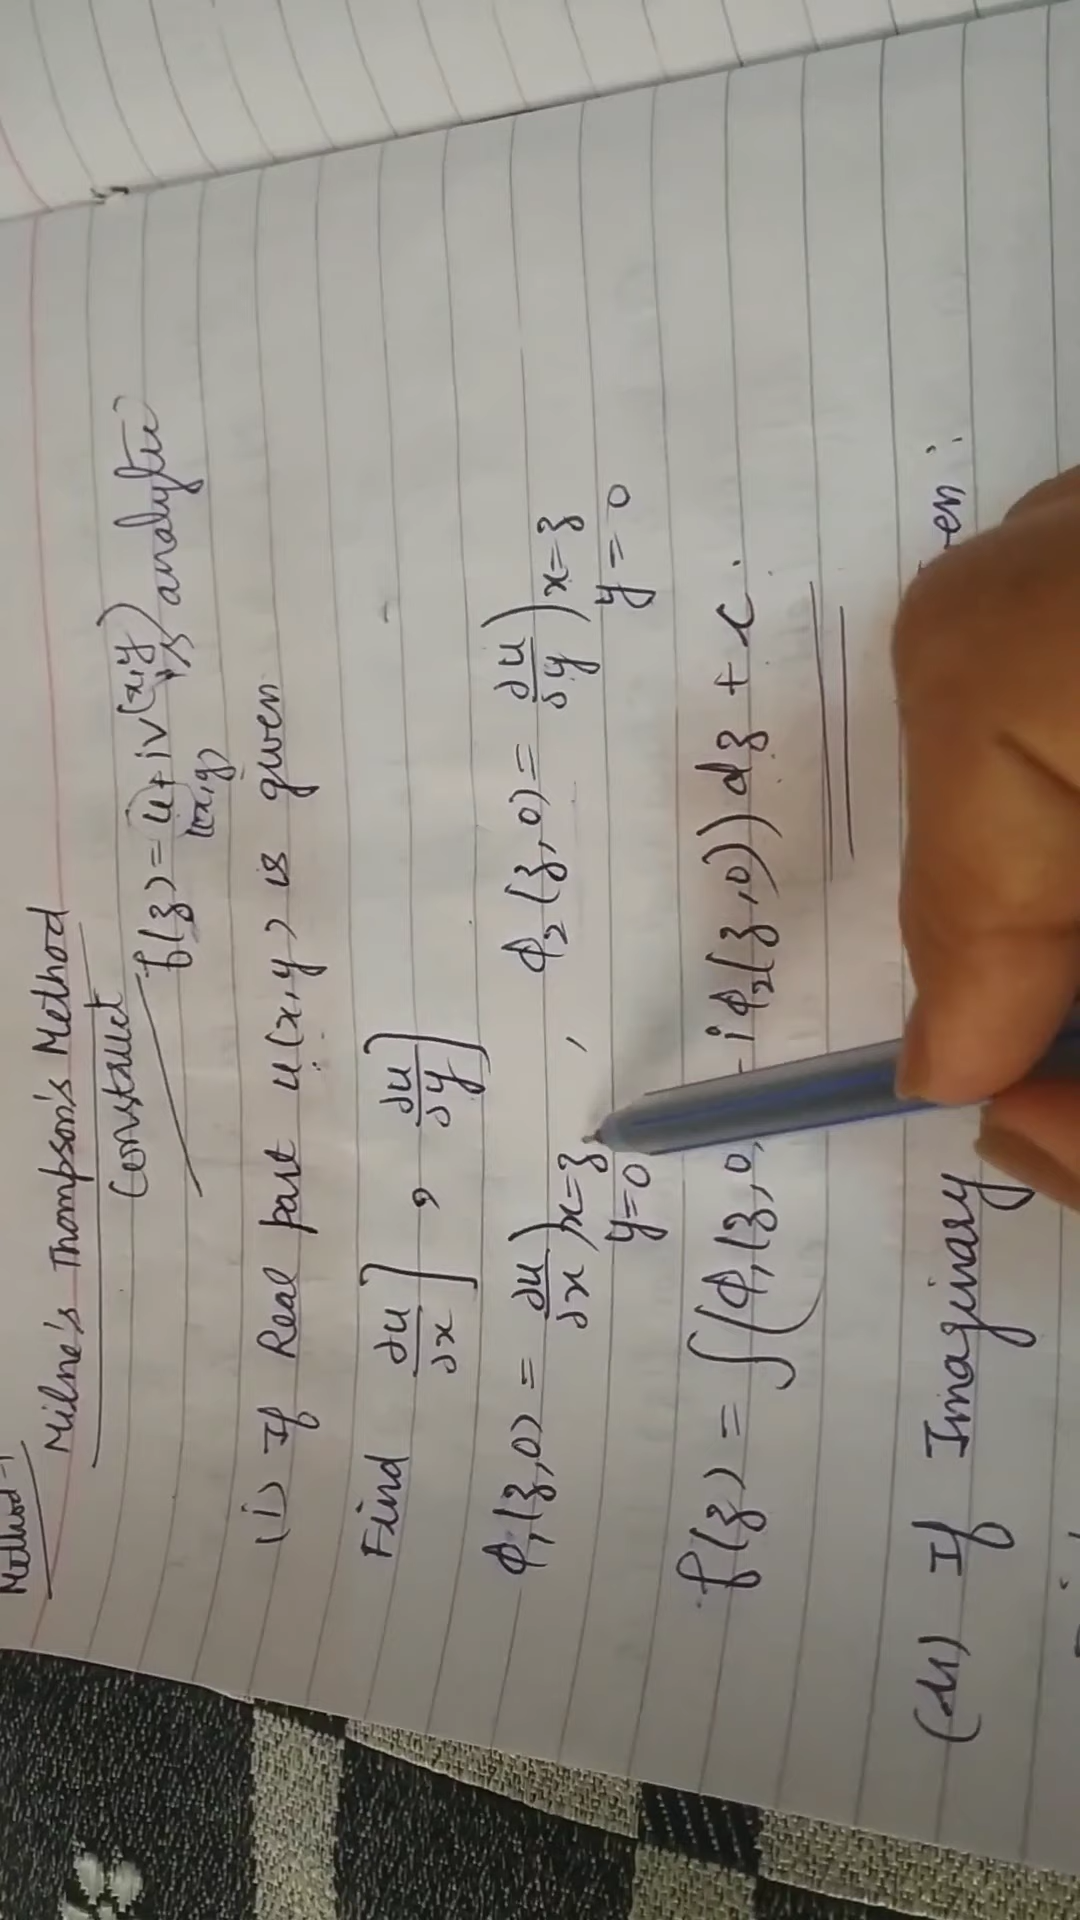 Method-1
Milne's Thompson's Method
Construct f(z) = u + iv(x,y) is analytic
(x,y)
(i) If Real part u(x,y) is given
Find ∂u/∂x ] , ∂u/∂y ]
ϕ₁(z,0) = ∂u/∂x ) x=z y=0 , ϕ₂(z,0) = ∂u/∂y ) x=z y=0
f(z) = ∫(ϕ₁(z,0) - iϕ₂(z,0)) dz + c.
(ii) If Imaginary